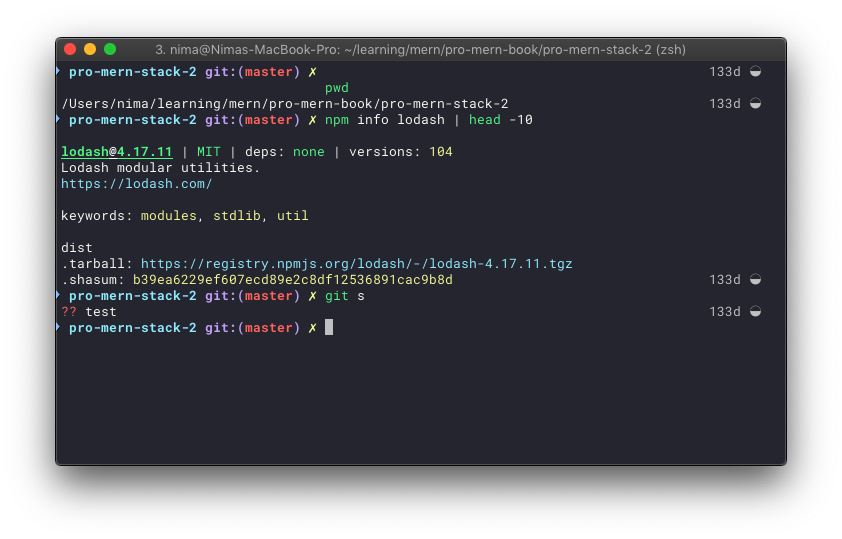 3. nima@Nimas-MacBook-Pro: ~/learning/mern/pro-mern-book/pro-mern-stack-2 (zsh)
pro-mern-stack-2 git:(master) ✗ 133d
pwd
/Users/nima/learning/mern/pro-mern-book/pro-mern-stack-2 133d
pro-mern-stack-2 git:(master) ✗ npm info lodash | head -10
lodash@4.17.11 | MIT | deps: none | versions: 104
Lodash modular utilities.
https://lodash.com/
keywords: modules, stdlib, util
dist
.tarball: https://registry.npmjs.org/lodash/-/lodash-4.17.11.tgz
.shasum: b39ea6229ef607ecd89e2c8df12536891cac9b8d 133d
pro-mern-stack-2 git:(master) ✗ git s
?? test 133d
pro-mern-stack-2 git:(master) ✗